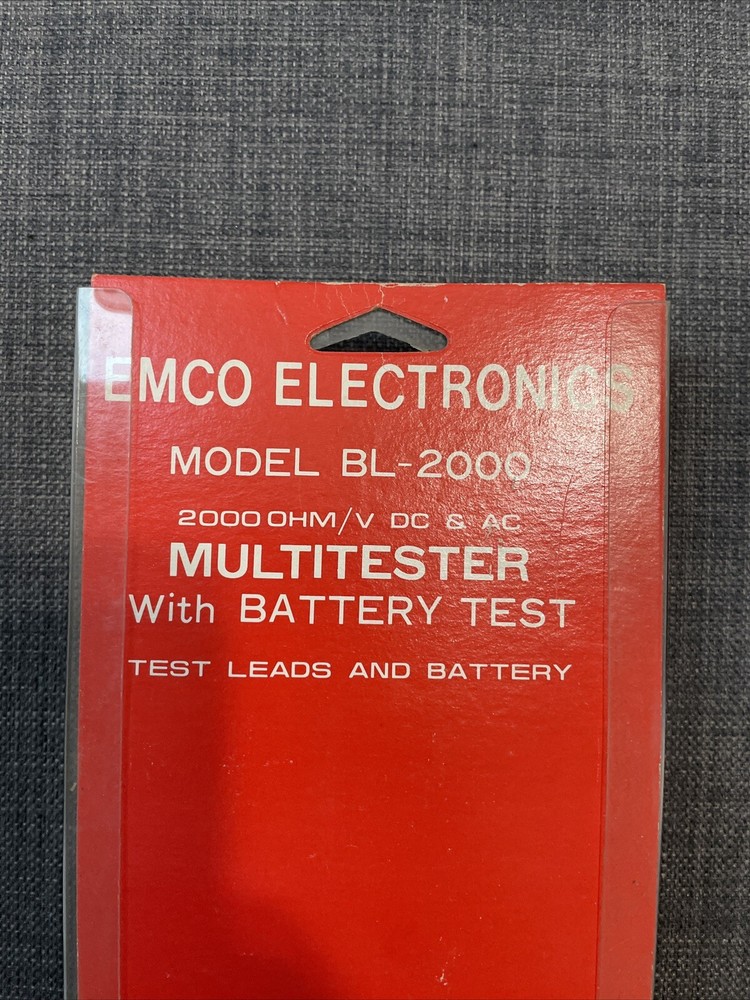 EMCO ELECTRONICS
MODEL BL-2000
2000 OHM/V DC & AC
MULTITESTER
With BATTERY TEST
TEST LEADS AND BATTERY